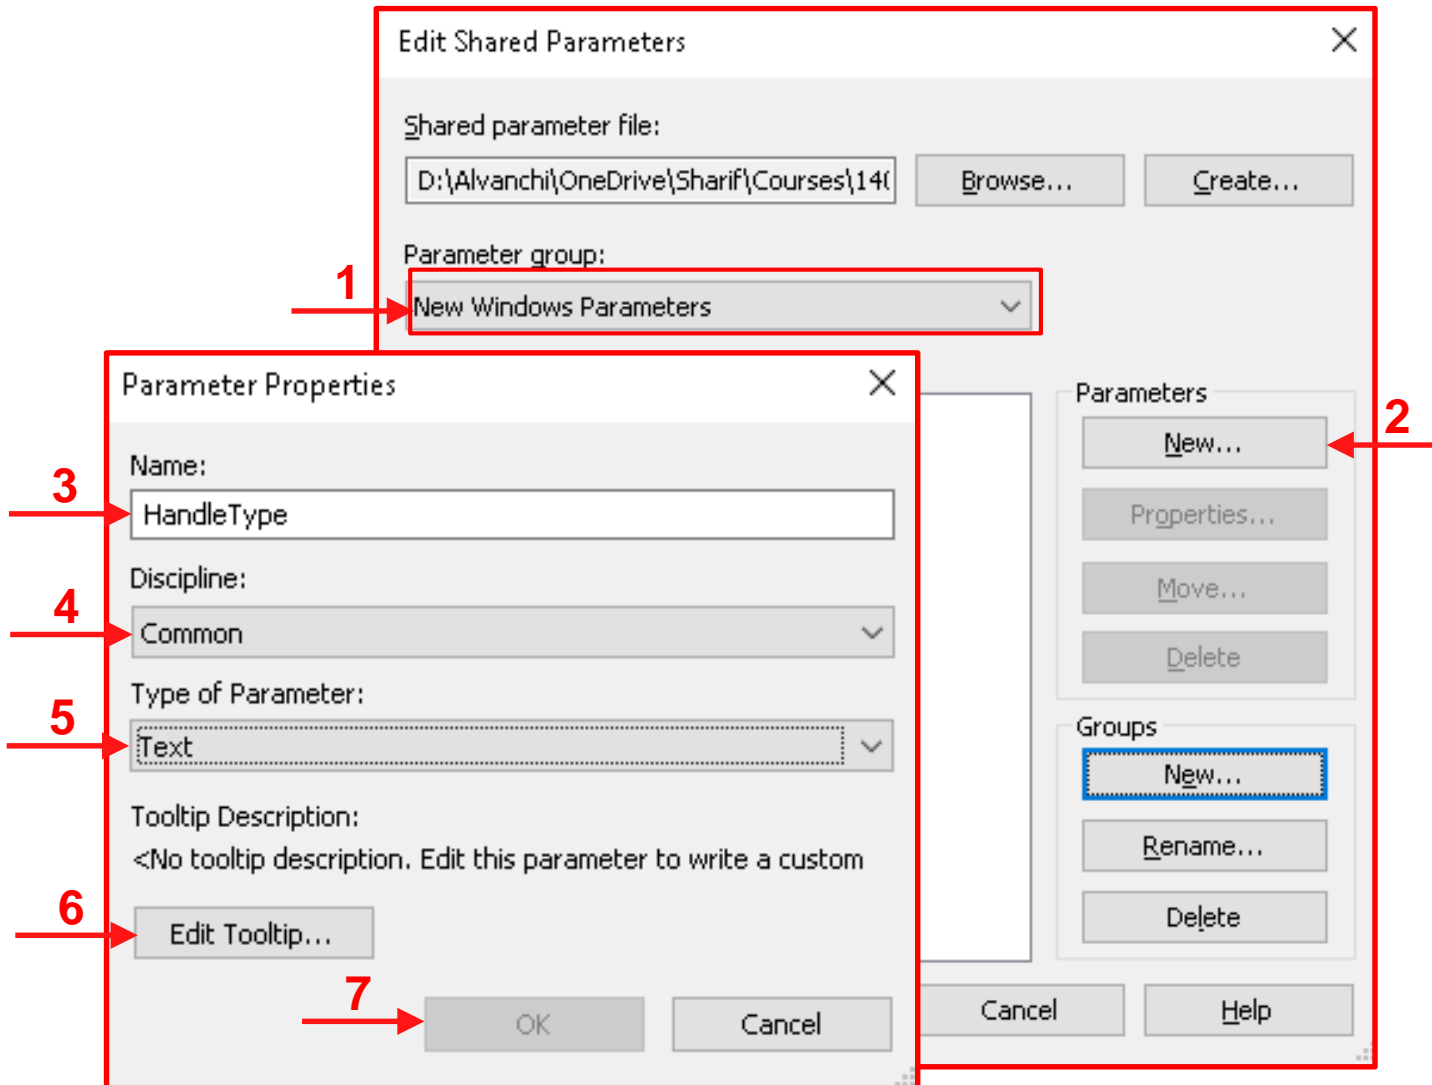 Edit Shared Parameters
Shared parameter file:
D:\Alvanchi\OneDrive\Sharif\Courses\140
Browse...
Create...
Parameter group:
1
New Windows Parameters
Parameter Properties
Parameters
2
New...
Name:
3
HandleType
Properties...
Discipline:
4
Common
Move...
Delete
Type of Parameter:
5
Text
Groups
New...
Tooltip Description:
<No tooltip description. Edit this parameter to write a custom
Rename...
6
Edit Tooltip...
Delete
7
OK
Cancel
Cancel
Help